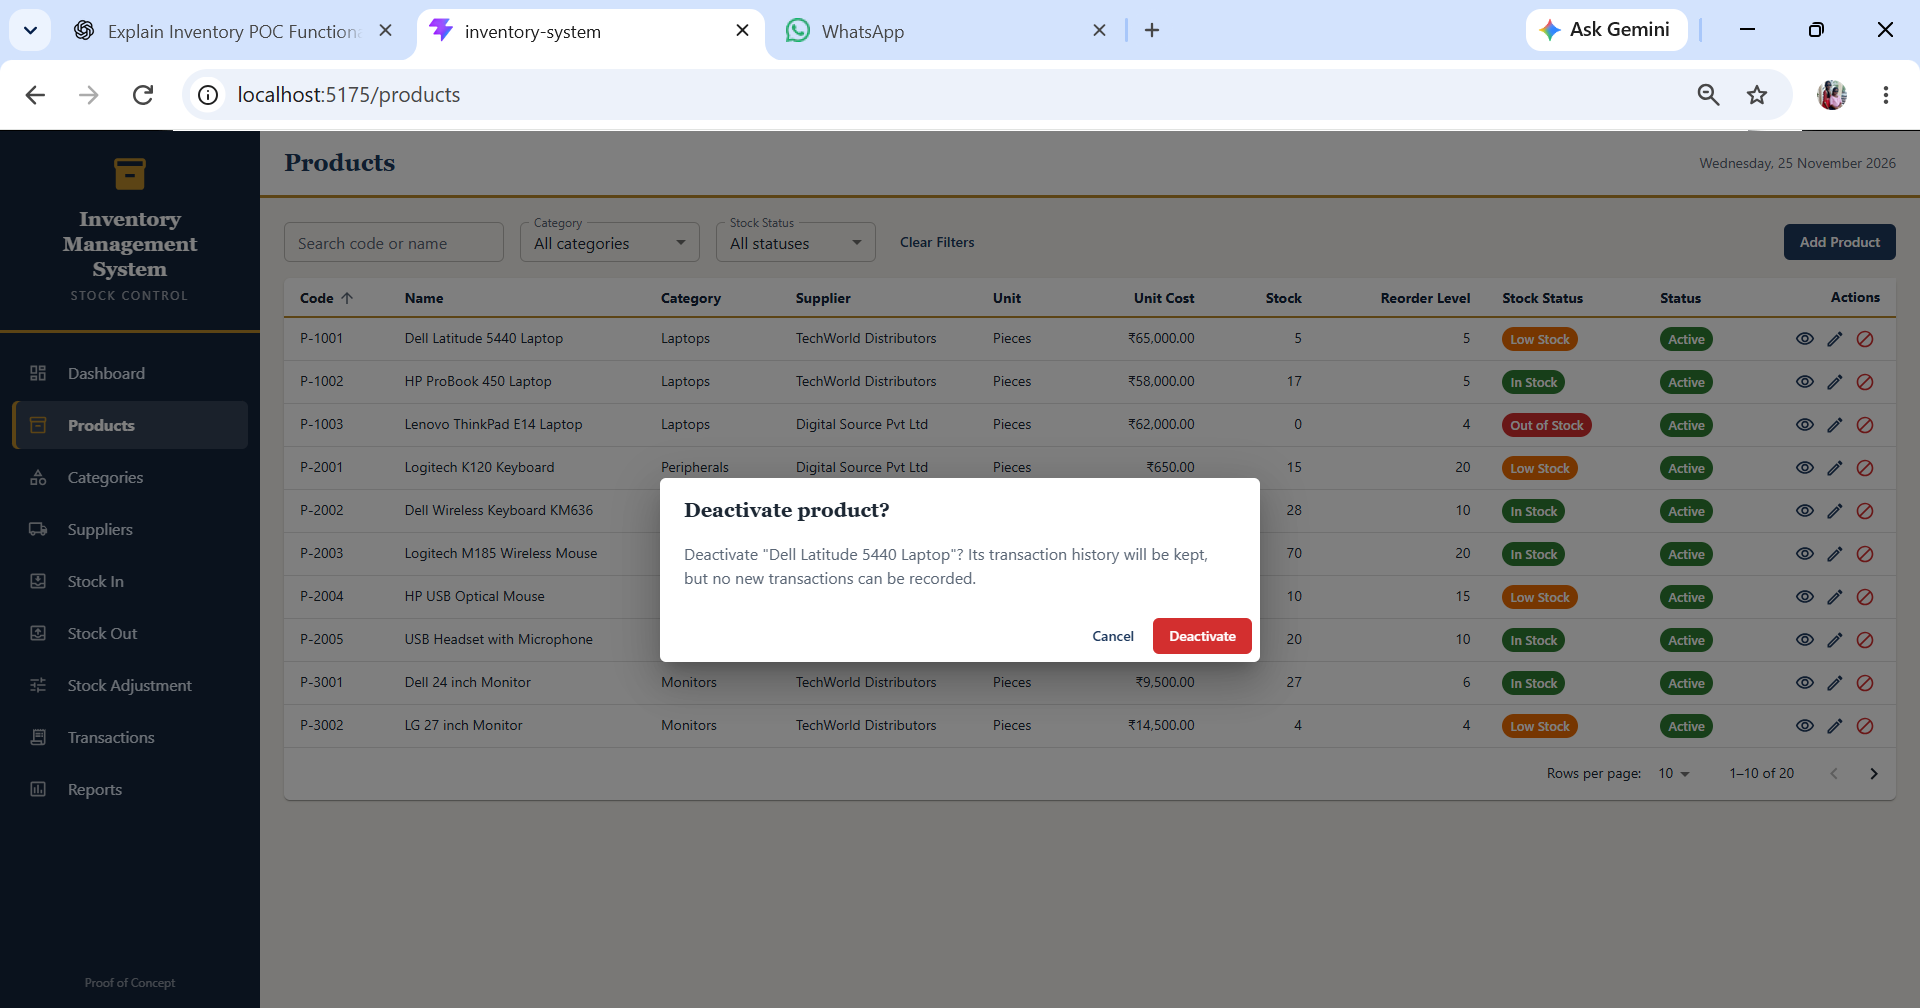 Explain Inventory POC Functiona
inventory-system
WhatsApp
Ask Gemini
localhost:5175/products
Inventory
Management
System
STOCK CONTROL
Dashboard
Products
Categories
Suppliers
Stock In
Stock Out
Stock Adjustment
Transactions
Reports
Proof of Concept
Products
Wednesday, 25 November 2026
Search code or name
Category
All categories
Stock Status
All statuses
Clear Filters
Add Product
Code Name Category Supplier Unit Unit Cost Stock Reorder Level Stock Status Status Actions
P-1001 Dell Latitude 5440 Laptop Laptops TechWorld Distributors Pieces ₹65,000.00 5 5 Low Stock Active
P-1002 HP ProBook 450 Laptop Laptops TechWorld Distributors Pieces ₹58,000.00 17 5 In Stock Active
P-1003 Lenovo ThinkPad E14 Laptop Laptops Digital Source Pvt Ltd Pieces ₹62,000.00 0 4 Out of Stock Active
P-2001 Logitech K120 Keyboard Peripherals Digital Source Pvt Ltd Pieces ₹650.00 15 20 Low Stock Active
P-2002 Dell Wireless Keyboard KM636 28 10 In Stock Active
P-2003 Logitech M185 Wireless Mouse 70 20 In Stock Active
P-2004 HP USB Optical Mouse 10 15 Low Stock Active
P-2005 USB Headset with Microphone 20 10 In Stock Active
P-3001 Dell 24 inch Monitor Monitors TechWorld Distributors Pieces ₹9,500.00 27 6 In Stock Active
P-3002 LG 27 inch Monitor Monitors TechWorld Distributors Pieces ₹14,500.00 4 4 Low Stock Active
Rows per page: 10 1–10 of 20
Deactivate product?
Deactivate "Dell Latitude 5440 Laptop"? Its transaction history will be kept,
but no new transactions can be recorded.
Cancel
Deactivate